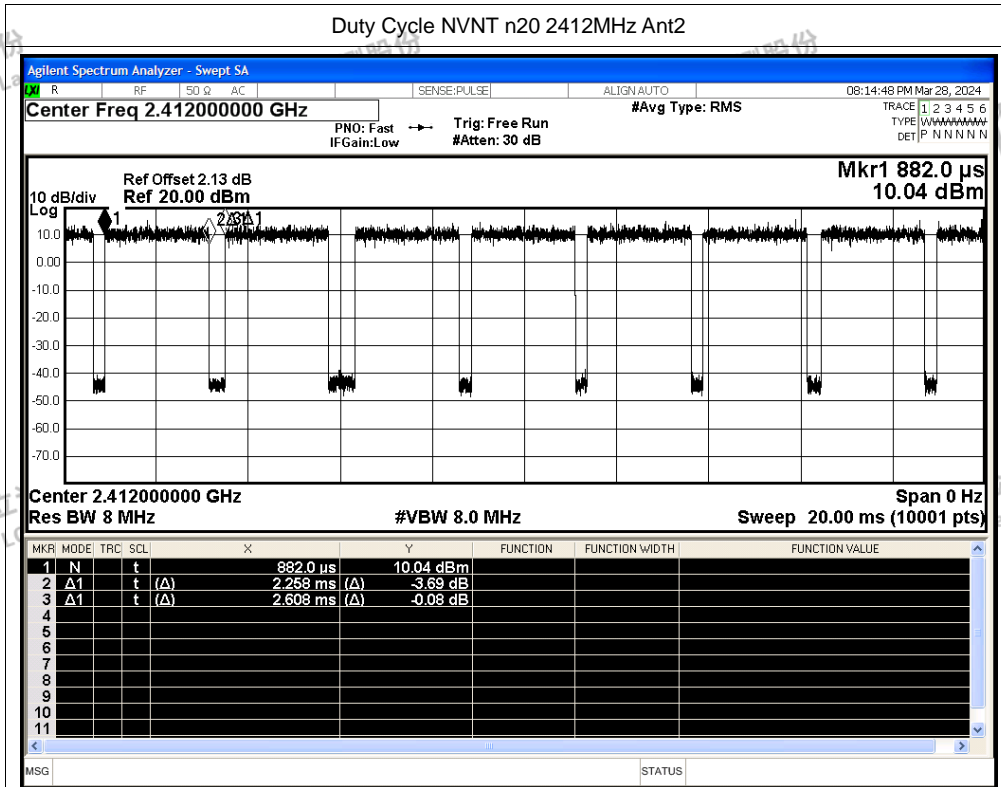 Duty Cycle NVNT n20 2412MHz Ant2
Agilent Spectrum Analyzer - Swept SA
LXI R RF 50 Ω AC SENSE:PULSE ALIGN AUTO 08:14:48 PM Mar 28, 2024
Center Freq 2.412000000 GHz #Avg Type: RMS TRACE 1 2 3 4 5 6
PNO: Fast Trig: Free Run TYPE WWWWWW
IFGain:Low #Atten: 30 dB DET P N N N N N
Mkr1 882.0 µs
Ref Offset 2.13 dB
10 dB/div Ref 20.00 dBm 10.04 dBm
Log
1 2Δ1 3Δ1
10.0
0.00
-10.0
-20.0
-30.0
-40.0
-50.0
-60.0
-70.0
Center 2.412000000 GHz Span 0 Hz
Res BW 8 MHz #VBW 8.0 MHz Sweep 20.00 ms (10001 pts)
MKR MODE TRC SCL X Y FUNCTION FUNCTION WIDTH FUNCTION VALUE
1 N t 882.0 µs 10.04 dBm
2 Δ1 t (Δ) 2.258 ms (Δ) -3.69 dB
3 Δ1 t (Δ) 2.608 ms (Δ) -0.08 dB
4
5
6
7
8
9
10
11
MSG STATUS